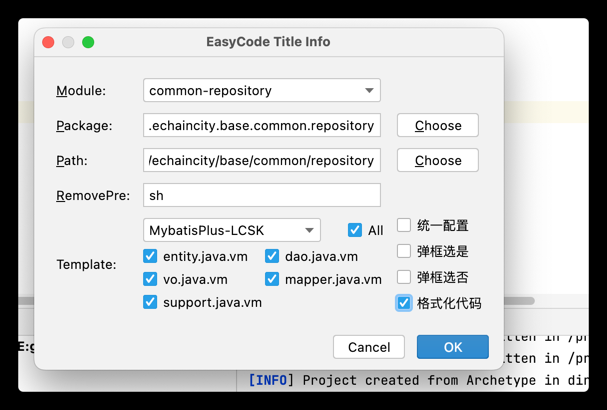 EasyCode Title Info
Module: common-repository
Package: .echaincity.base.common.repository Choose
Path: /echaincity/base/common/repository Choose
RemovePre: sh
MybatisPlus-LCSK All 统一配置
Template: entity.java.vm dao.java.vm 弹框选是
vo.java.vm mapper.java.vm 弹框选否
support.java.vm 格式化代码
Cancel OK
E:g
itten in /pr
itten in /pr
[INFO] Project created from Archetype in dir